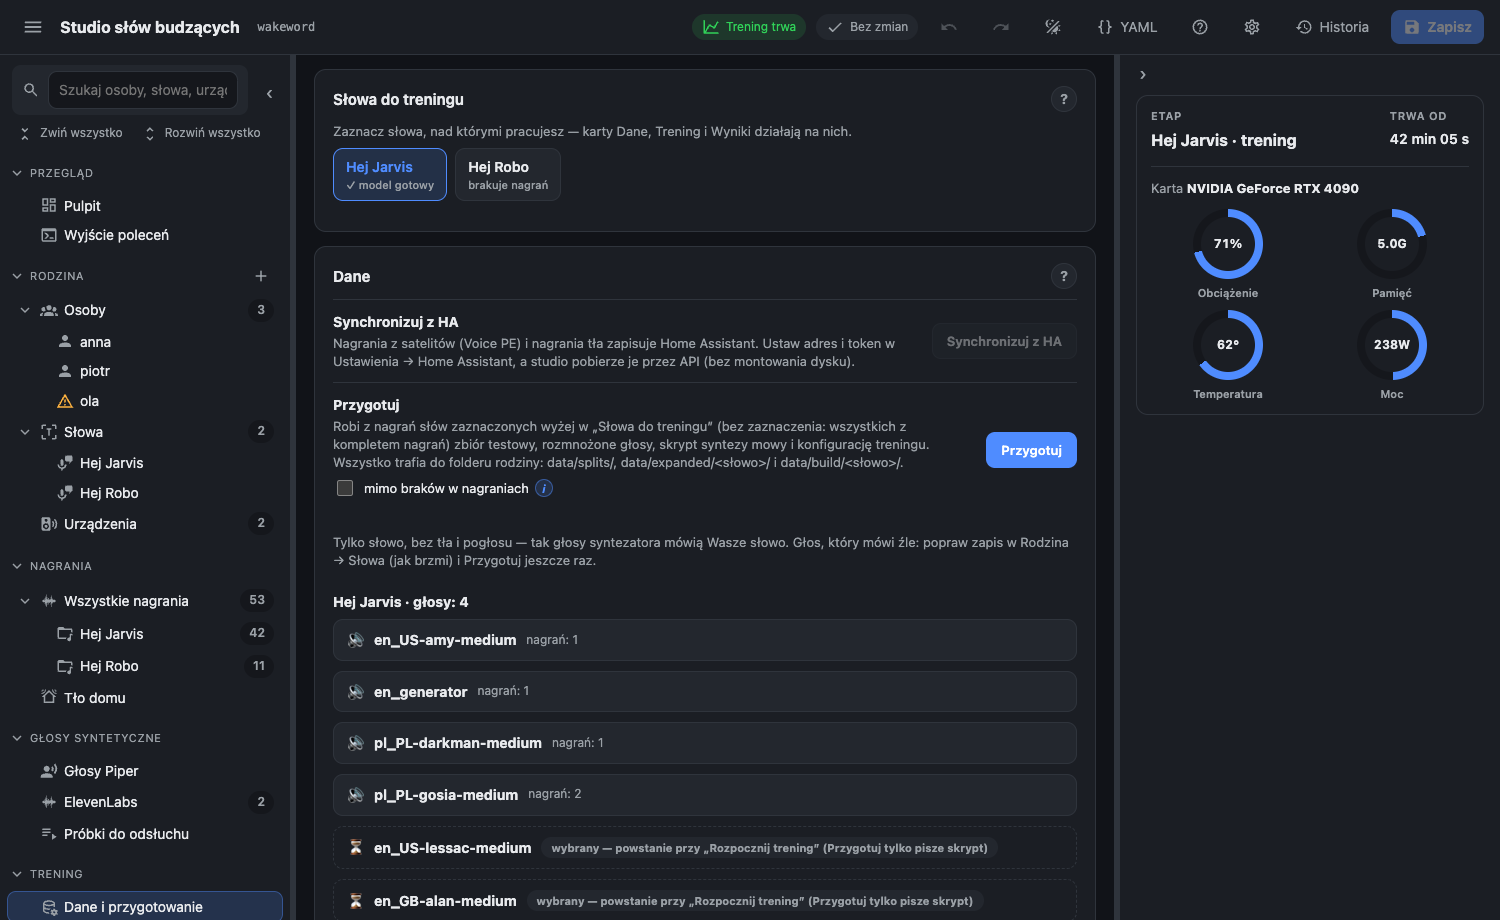 Studio słów budzących
wakeword
Trening trwa
Bez zmian
YAML
Historia
Zapisz
Szukaj osoby, słowa, urząd
Zwiń wszystko
Rozwiń wszystko
PRZEGLĄD
Pulpit
Wyjście poleceń
RODZINA
Osoby
3
anna
piotr
ola
Słowa
2
Hej Jarvis
Hej Robo
Urządzenia
2
NAGRANIA
Wszystkie nagrania
53
Hej Jarvis
42
Hej Robo
11
Tło domu
GŁOSY SYNTETYCZNE
Głosy Piper
ElevenLabs
2
Próbki do odsłuchu
TRENING
Dane i przygotowanie
Słowa do treningu
?
Zaznacz słowa, nad którymi pracujesz — karty Dane, Trening i Wyniki działają na nich.
Hej Jarvis
✓ model gotowy
Hej Robo
brakuje nagrań
Dane
?
Synchronizuj z HA
Nagrania z satelitów (Voice PE) i nagrania tła zapisuje Home Assistant. Ustaw adres i token w
Ustawienia → Home Assistant, a studio pobierze je przez API (bez montowania dysku).
Synchronizuj z HA
Przygotuj
Robi z nagrań słów zaznaczonych wyżej w „Słowa do treningu” (bez zaznaczenia: wszystkich z
kompletem nagrań) zbiór testowy, rozmnożone głosy, skrypt syntezy mowy i konfigurację treningu.
Wszystko trafia do folderu rodziny: data/splits/, data/expanded/<słowo>/ i data/build/<słowo>/.
Przygotuj
mimo braków w nagraniach
i
Tylko słowo, bez tła i pogłosu — tak głosy syntezatora mówią Wasze słowo. Głos, który mówi źle: popraw zapis w Rodzina
→ Słowa (jak brzmi) i Przygotuj jeszcze raz.
Hej Jarvis · głosy: 4
en_US-amy-medium nagrań: 1
en_generator nagrań: 1
pl_PL-darkman-medium nagrań: 1
pl_PL-gosia-medium nagrań: 2
en_US-lessac-medium wybrany — powstanie przy „Rozpocznij trening” (Przygotuj tylko pisze skrypt)
en_GB-alan-medium wybrany — powstanie przy „Rozpocznij trening” (Przygotuj tylko pisze skrypt)
ETAP
Hej Jarvis · trening
TRWA OD
42 min 05 s
Karta NVIDIA GeForce RTX 4090
71%
Obciążenie
5.0G
Pamięć
62°
Temperatura
238W
Moc